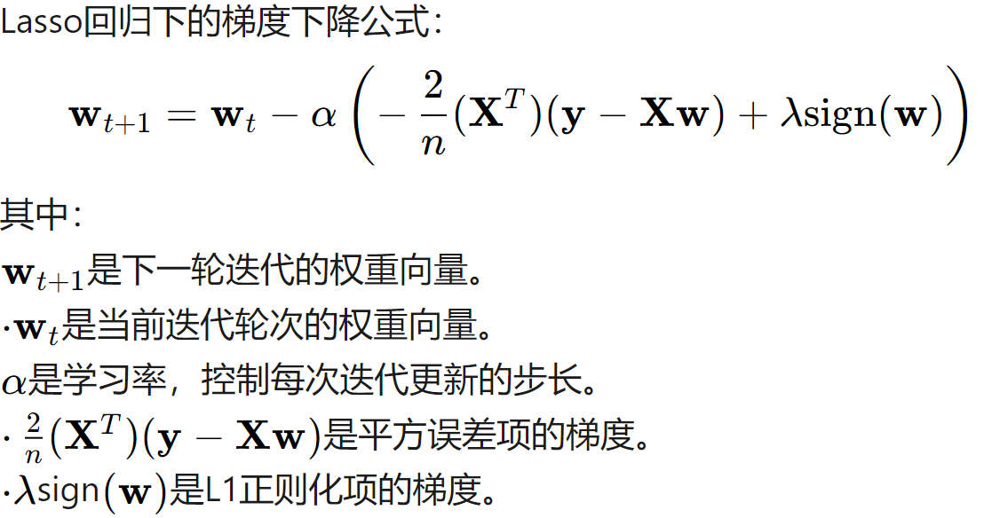 Lasso回归下的梯度下降公式：
$\mathbf{w}_{t+1} = \mathbf{w}_t - \alpha \left( -\frac{2}{n} (\mathbf{X}^T)(\mathbf{y} - \mathbf{X}\mathbf{w}) + \lambda \text{sign}(\mathbf{w}) \right)$
其中：
$\mathbf{w}_{t+1}$是下一轮迭代的权重向量。
·$\mathbf{w}_t$是当前迭代轮次的权重向量。
$\alpha$是学习率，控制每次迭代更新的步长。
· $\frac{2}{n}(\mathbf{X}^T)(\mathbf{y} - \mathbf{X}\mathbf{w})$是平方误差项的梯度。
·$\lambda$sign$(\mathbf{w})$是L1正则化项的梯度。